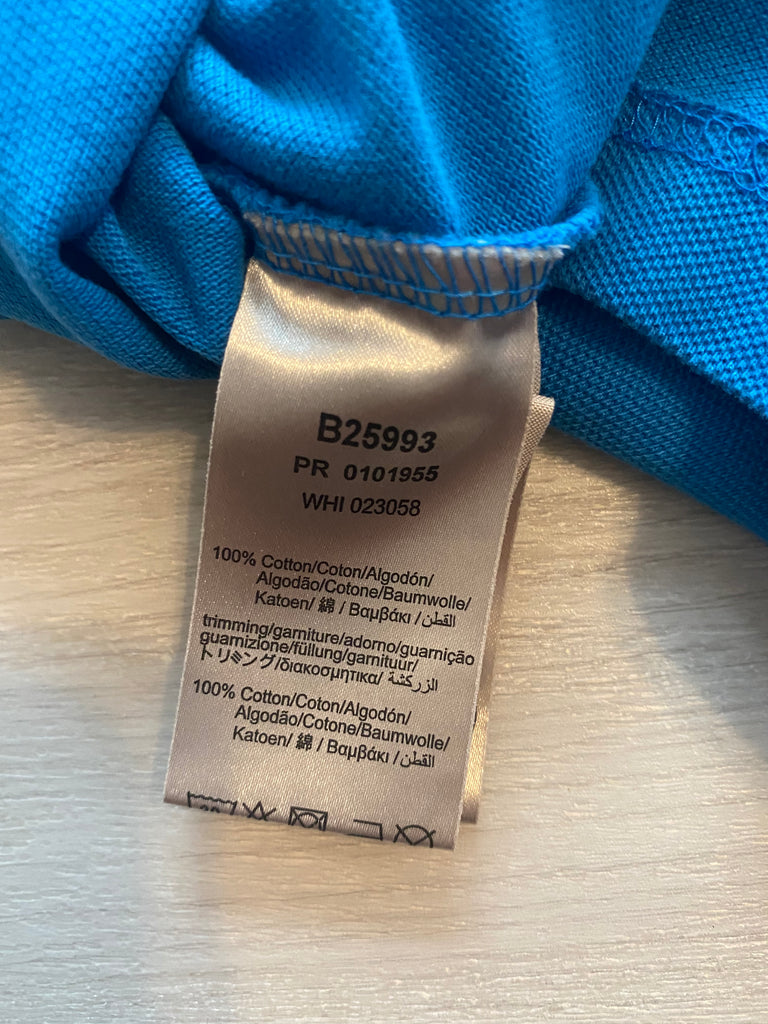 B25993
PR 0101955
WHI 023058
100% Cotton/Coton/Algodón/
Algodão/Cotone/Baumwolle/
Katoen/ 綿 / Βαμβάκι /القطن
trimming/garniture/adorno/guarnição
guarnizione/füllung/garnituur/
トリミング/διακοσμητικα/ الزركشة
100% Cotton/Coton/Algodón/
Algodão/Cotone/Baumwolle/
Katoen/ 綿 / Βαμβάκι /القطن